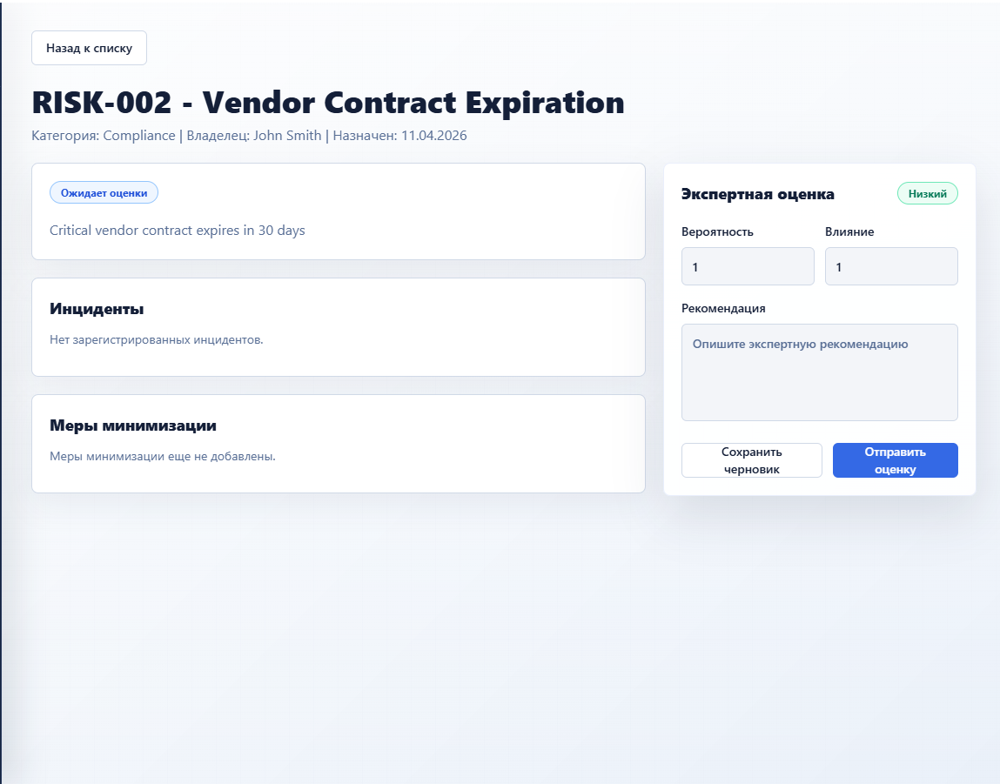 Назад к списку
RISK-002 - Vendor Contract Expiration
Категория: Compliance | Владелец: John Smith | Назначен: 11.04.2026
Ожидает оценки
Critical vendor contract expires in 30 days
Инциденты
Нет зарегистрированных инцидентов.
Меры минимизации
Меры минимизации еще не добавлены.
Экспертная оценка
Низкий
Вероятность
Влияние
1
1
Рекомендация
Опишите экспертную рекомендацию
Сохранить
черновик
Отправить
оценку